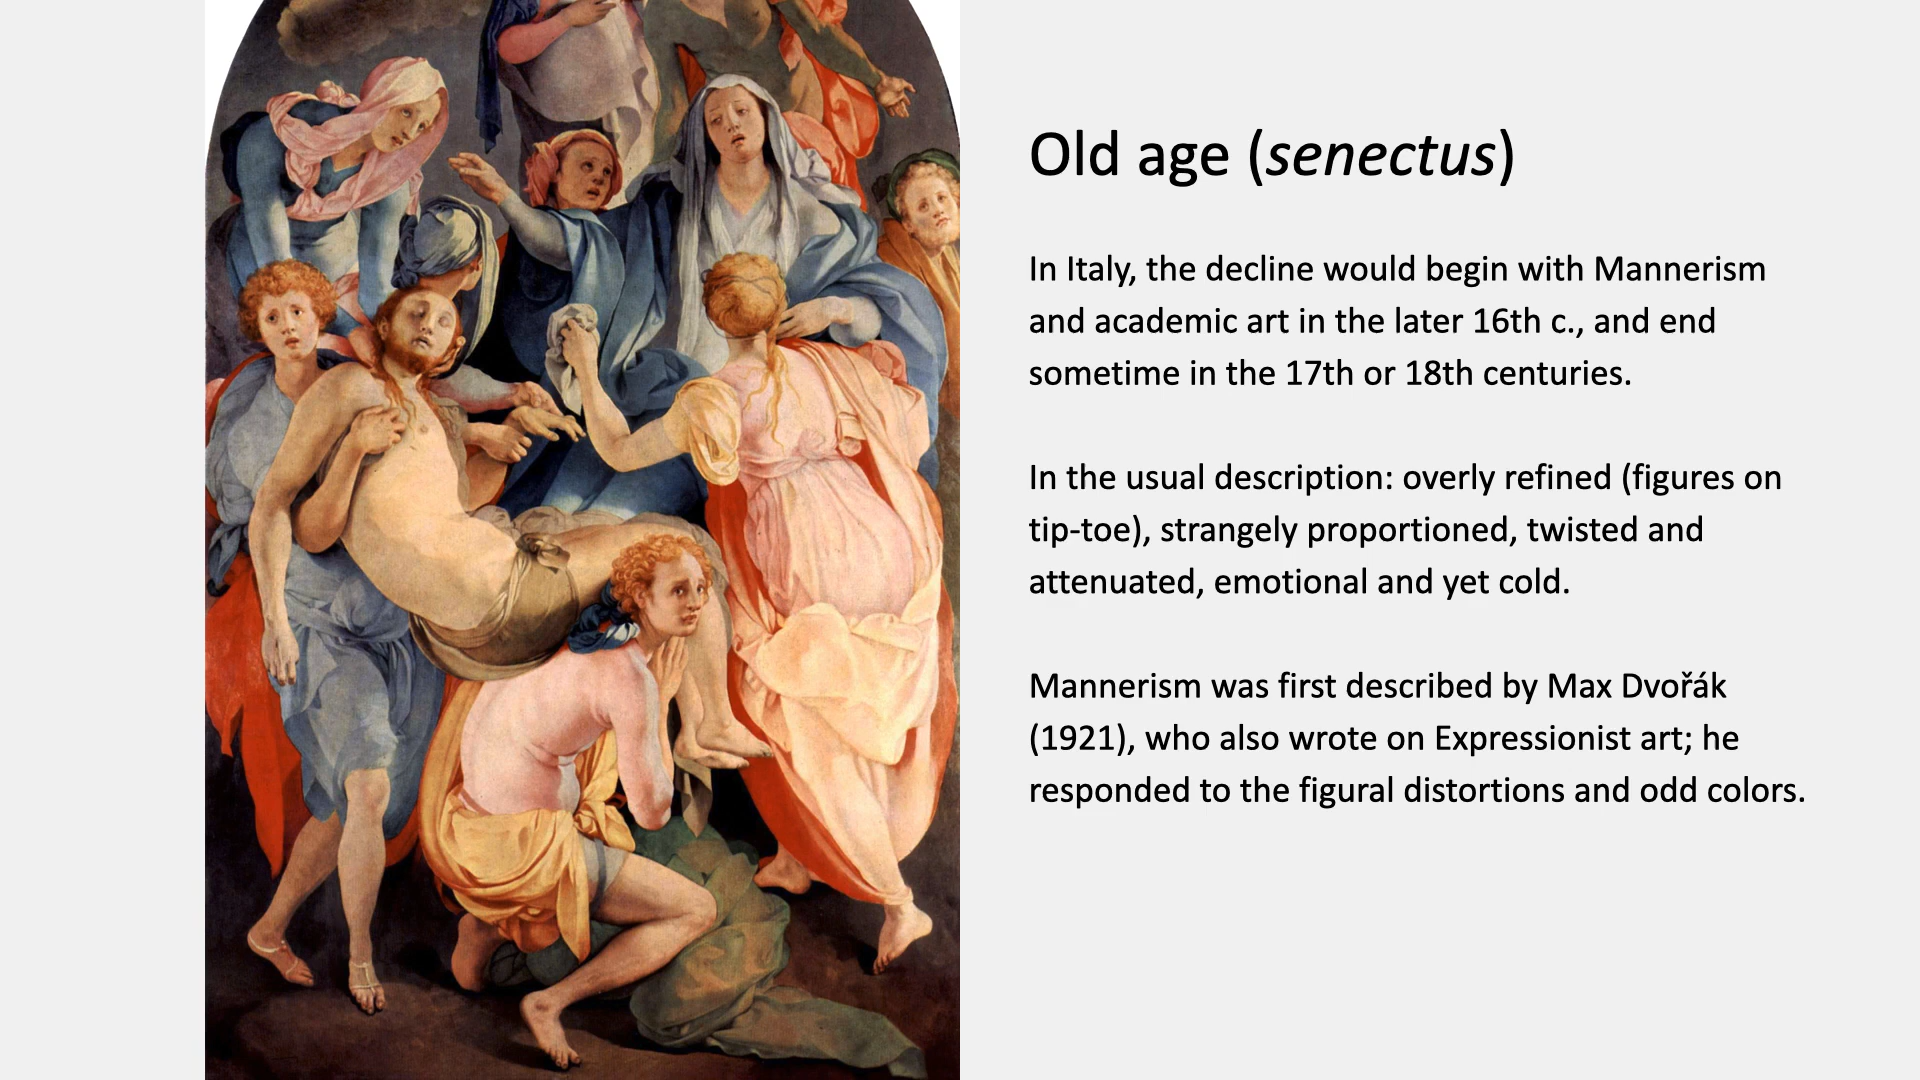 Old age (senectus)
In Italy, the decline would begin with Mannerism
and academic art in the later 16th c., and end
sometime in the 17th or 18th centuries.
In the usual description: overly refined (figures on
tip-toe), strangely proportioned, twisted and
attenuated, emotional and yet cold.
Mannerism was first described by Max Dvořák
(1921), who also wrote on Expressionist art; he
responded to the figural distortions and odd colors.